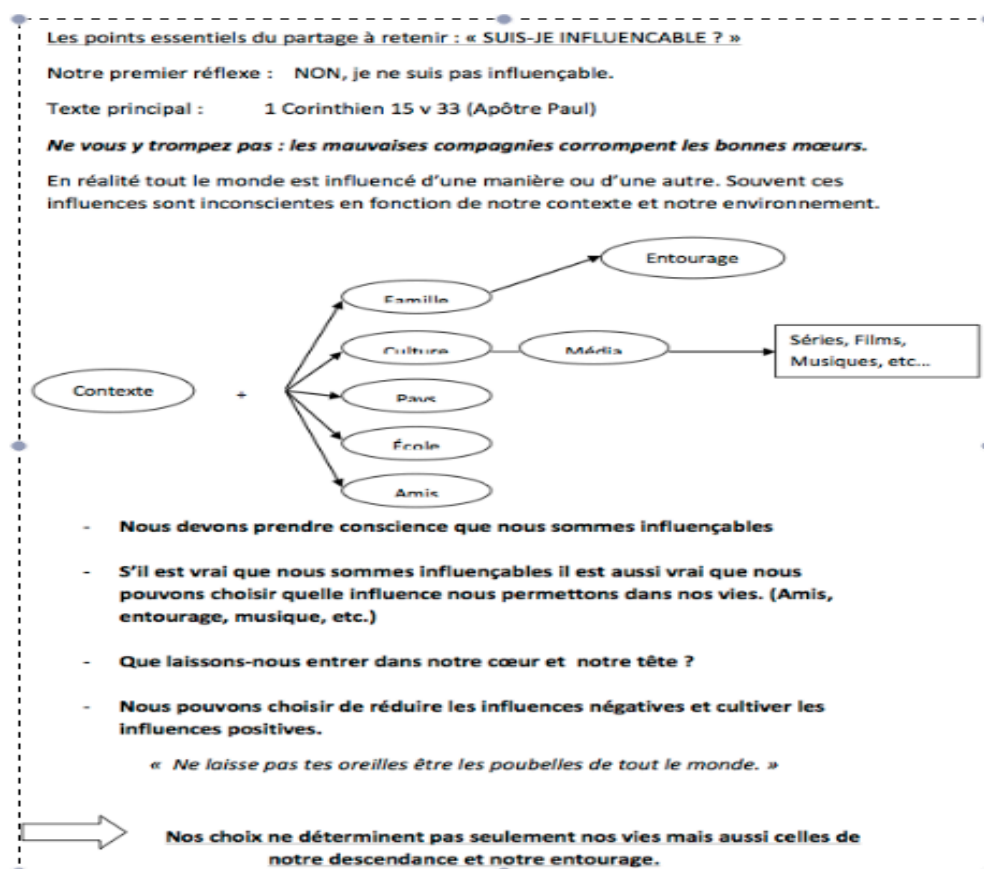 Les points essentiels du partage à retenir : « SUIS-JE INFLUENCABLE ? »
Notre premier réflexe : NON, je ne suis pas influençable.
Texte principal : 1 Corinthien 15 v 33 (Apôtre Paul)
Ne vous y trompez pas : les mauvaises compagnies corrompent les bonnes mœurs.
En réalité tout le monde est influencé d'une manière ou d'une autre. Souvent ces
influences sont inconscientes en fonction de notre contexte et notre environnement.
Entourage
Famille
Culture
Média
Séries, Films,
Musiques, etc...
Contexte
+
Pays
École
Amis
- Nous devons prendre conscience que nous sommes influençables
- S'il est vrai que nous sommes influençables il est aussi vrai que nous
pouvons choisir quelle influence nous permettons dans nos vies. (Amis,
entourage, musique, etc.)
- Que laissons-nous entrer dans notre cœur et notre tête ?
- Nous pouvons choisir de réduire les influences négatives et cultiver les
influences positives.
« Ne laisse pas tes oreilles être les poubelles de tout le monde. »
Nos choix ne déterminent pas seulement nos vies mais aussi celles de
notre descendance et notre entourage.